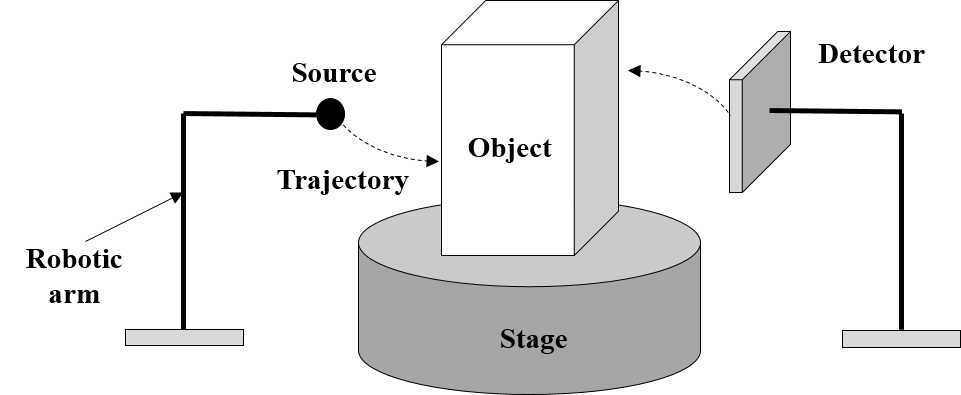 Source
Detector
Object
Trajectory
Robotic
arm
Stage